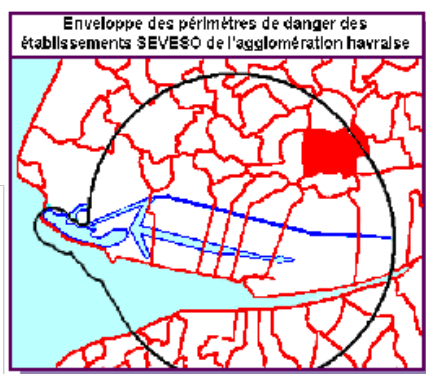 Enveloppe des périmètres de danger des
établissements SEVESO de l'agglomération havraise